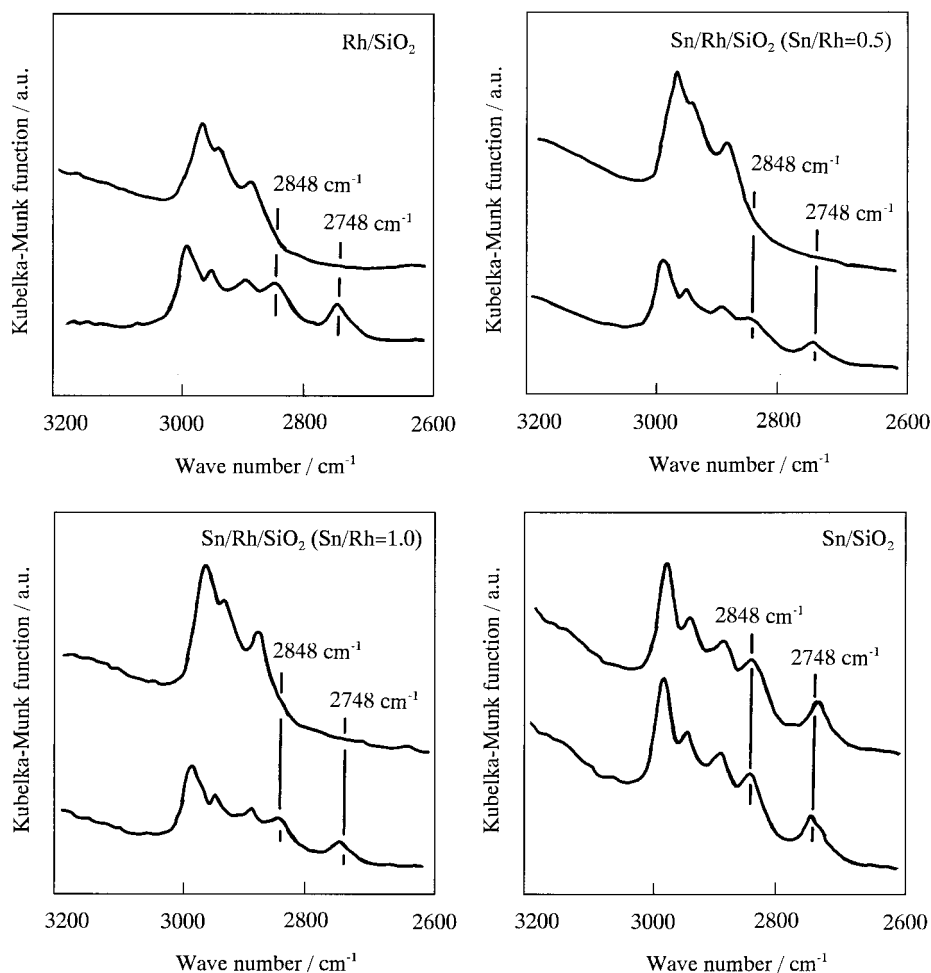 Rh/SiO₂
Kubelka-Munk function / a.u.
2848 cm⁻¹
2748 cm⁻¹
3200 3000 2800 2600
Wave number / cm⁻¹
Sn/Rh/SiO₂ (Sn/Rh=0.5)
Kubelka-Munk function / a.u.
2848 cm⁻¹
2748 cm⁻¹
3200 3000 2800 2600
Wave number / cm⁻¹
Sn/Rh/SiO₂ (Sn/Rh=1.0)
Kubelka-Munk function / a.u.
2848 cm⁻¹
2748 cm⁻¹
3200 3000 2800 2600
Wave number / cm⁻¹
Sn/SiO₂
Kubelka-Munk function / a.u.
2848 cm⁻¹
2748 cm⁻¹
3200 3000 2800 2600
Wave number / cm⁻¹